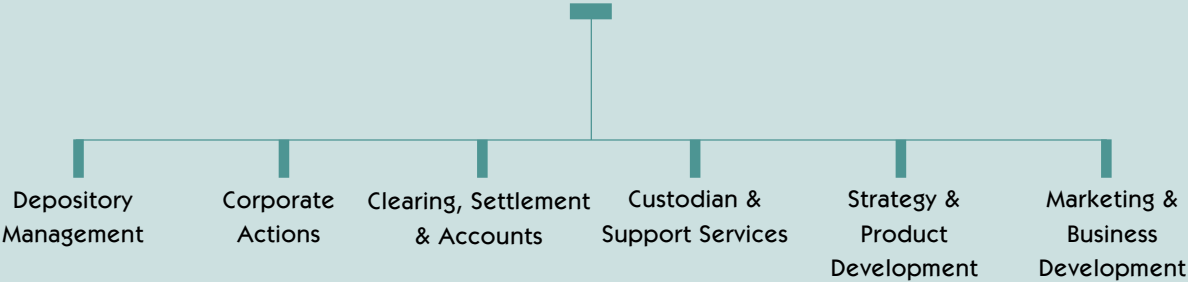 Depository
Management
Corporate
Actions
Clearing, Settlement
& Accounts
Custodian &
Support Services
Strategy &
Product
Development
Marketing &
Business
Development